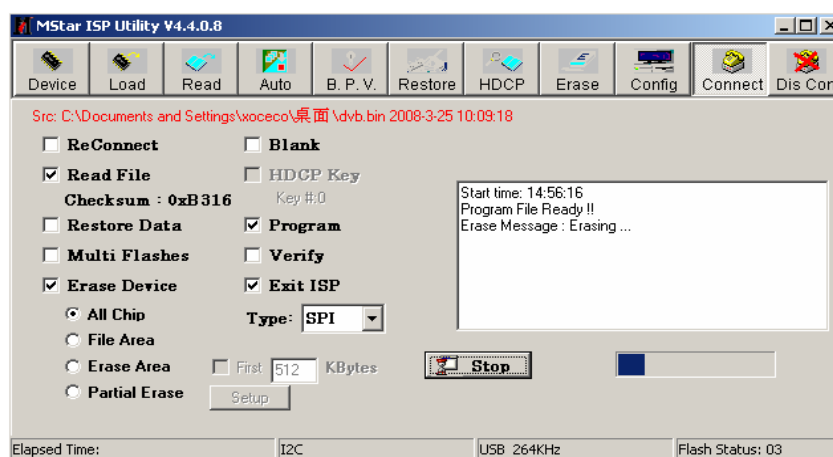 MStar ISP Utility V4.4.0.8
Device Load Read Auto B. P. V. Restore HDCP Erase Config Connect Dis Con
Src: C:\Documents and Settings\xoceco\桌面\dvb.bin 2008-3-25 10:09:18
ReConnect Blank
Read File HDCP Key
Checksum : 0xB316 Key #:0
Restore Data Program
Multi Flashes Verify
Erase Device Exit ISP
All Chip Type: SPI
File Area
Erase Area First 512 KBytes
Partial Erase Setup
Start time: 14:56:16
Program File Ready !!
Erase Message : Erasing ...
Stop
Elapsed Time: I2C USB 264KHz Flash Status: 03